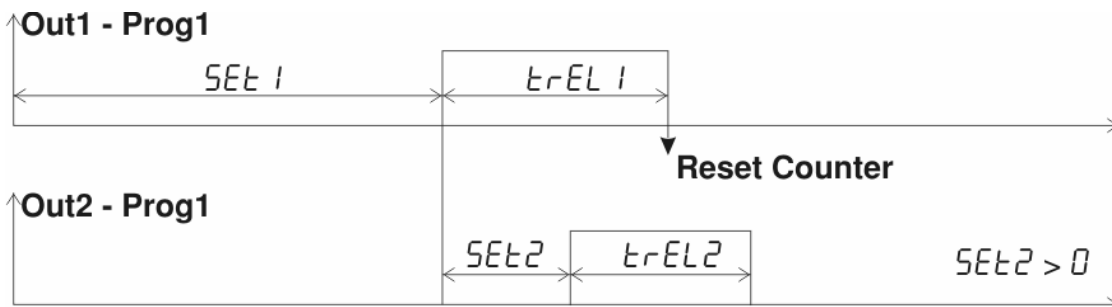 Out1 - Prog1
SEt 1 trEL 1
Reset Counter
Out2 - Prog1
SEt2 trEL2 SEt2 > 0